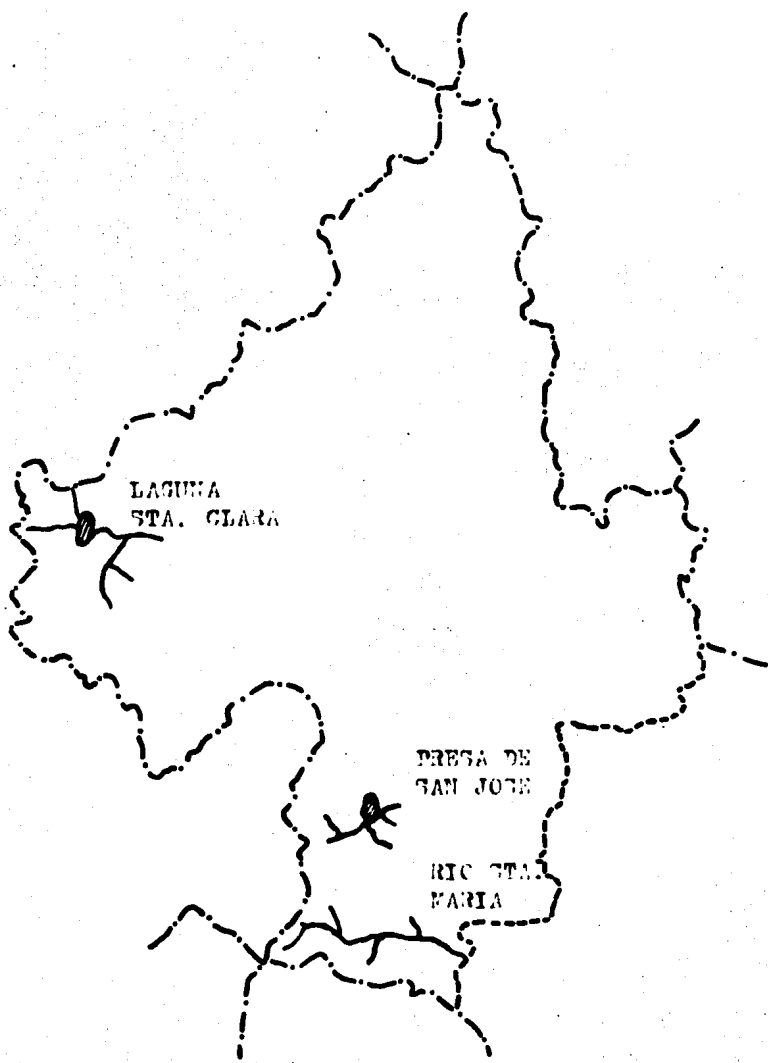 LAGUNA
STA. CLARA
PRESA DE
SAN JOSE
RIO STA.
MARIA